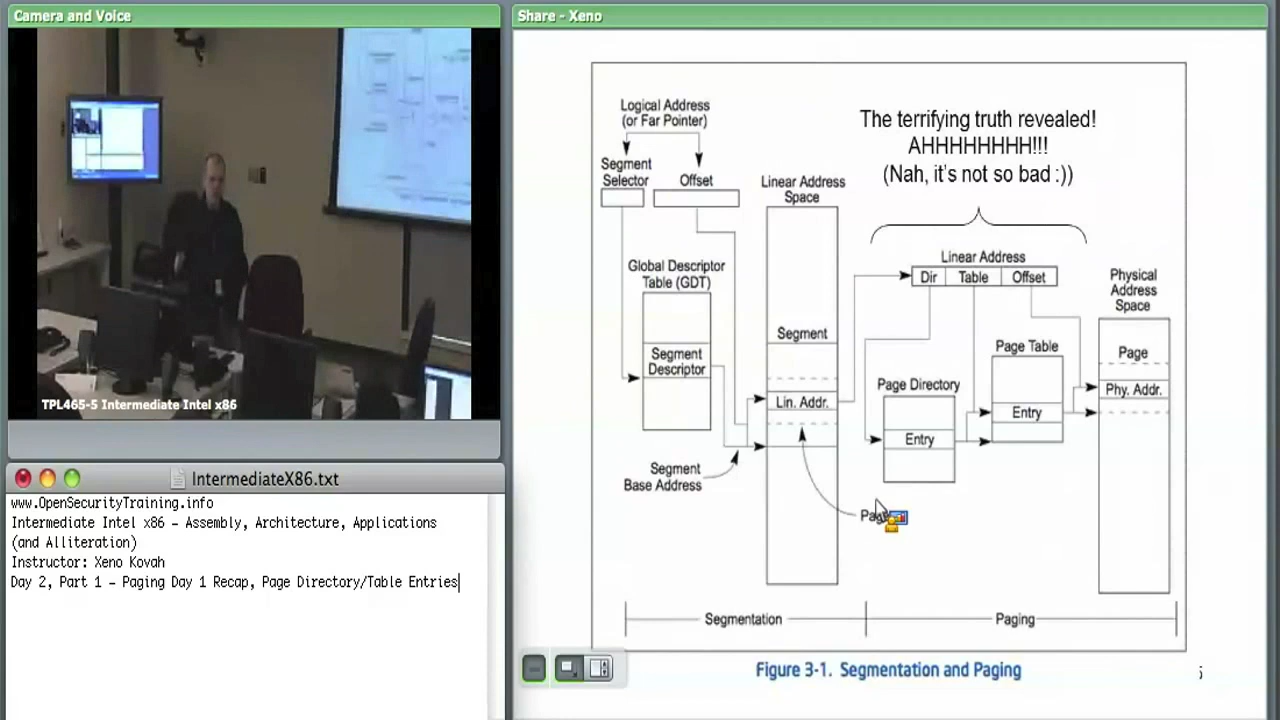 Camera and Voice
TPL465-5 Intermediate Intel x86
IntermediateX86.txt
www.OpenSecurityTraining.info
Intermediate Intel x86 – Assembly, Architecture, Applications
(and Alliteration)
Instructor: Xeno Kovah
Day 2, Part 1 – Paging Day 1 Recap, Page Directory/Table Entries
Share - Xeno
Logical Address
(or Far Pointer)
Segment
Selector
Offset
Linear Address
Space
The terrifying truth revealed!
AHHHHHHHH!!!
(Nah, it's not so bad :))
Global Descriptor
Table (GDT)
Segment
Descriptor
Segment
Lin. Addr.
Segment
Base Address
Page
Linear Address
Dir Table Offset
Page Directory
Entry
Page Table
Entry
Physical
Address
Space
Page
Phy. Addr.
Segmentation
Paging
Figure 3-1. Segmentation and Paging